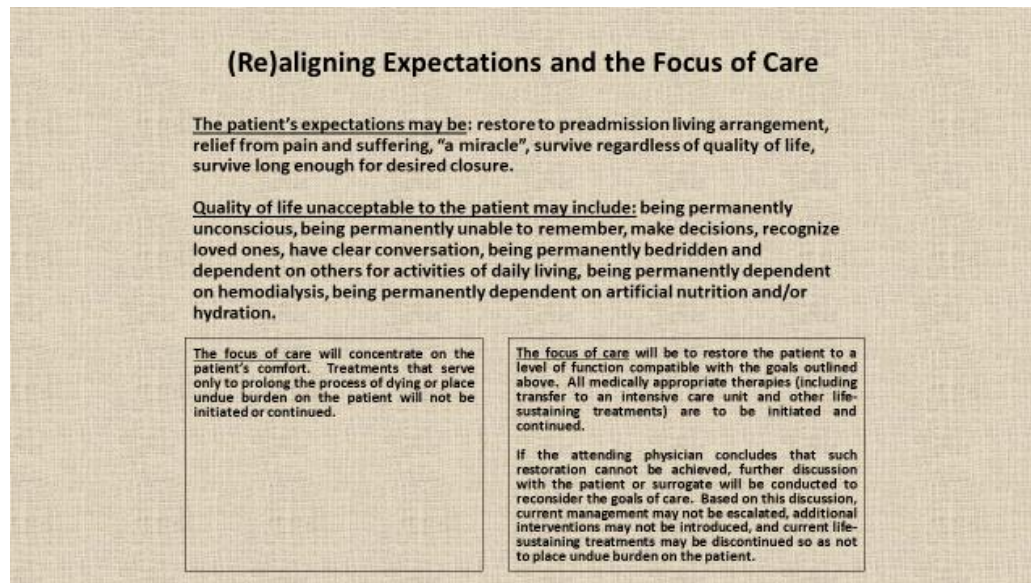 (Re)aligning Expectations and the Focus of Care
The patient's expectations may be: restore to preadmission living arrangement,
relief from pain and suffering, “a miracle”, survive regardless of quality of life,
survive long enough for desired closure.
Quality of life unacceptable to the patient may include: being permanently
unconscious, being permanently unable to remember, make decisions, recognize
loved ones, have clear conversation, being permanently bedridden and
dependent on others for activities of daily living, being permanently dependent
on hemodialysis, being permanently dependent on artificial nutrition and/or
hydration.
The focus of care will concentrate on the
patient's comfort. Treatments that serve
only to prolong the process of dying or place
undue burden on the patient will not be
initiated or continued.
The focus of care will be to restore the patient to a
level of function compatible with the goals outlined
above. All medically appropriate therapies (including
transfer to an intensive care unit and other life-
sustaining treatments) are to be initiated and
continued.
If the attending physician concludes that such
restoration cannot be achieved, further discussion
with the patient or surrogate will be conducted to
reconsider the goals of care. Based on this discussion,
current management may not be escalated, additional
interventions may not be introduced, and current life-
sustaining treatments may be discontinued so as not
to place undue burden on the patient.